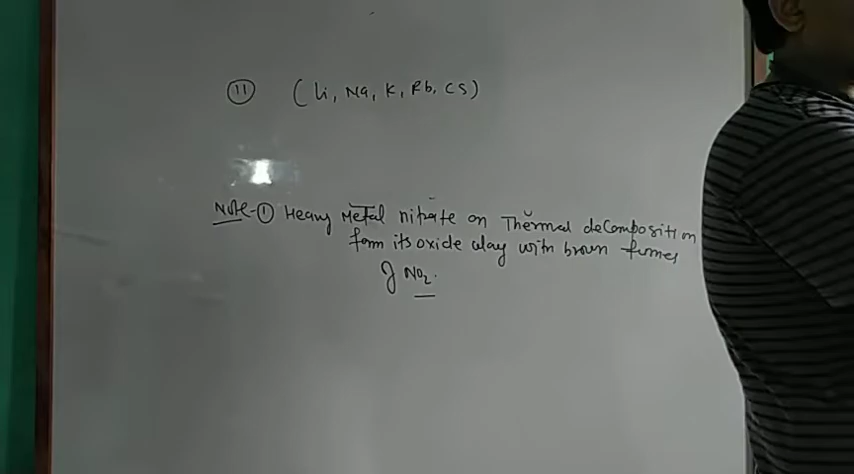 (11) (Li, Na, K, Rb, Cs)
Note-(1) Heavy Metal nitrate on Thermal decomposition
form its oxide along with brown fumes
of NO2.